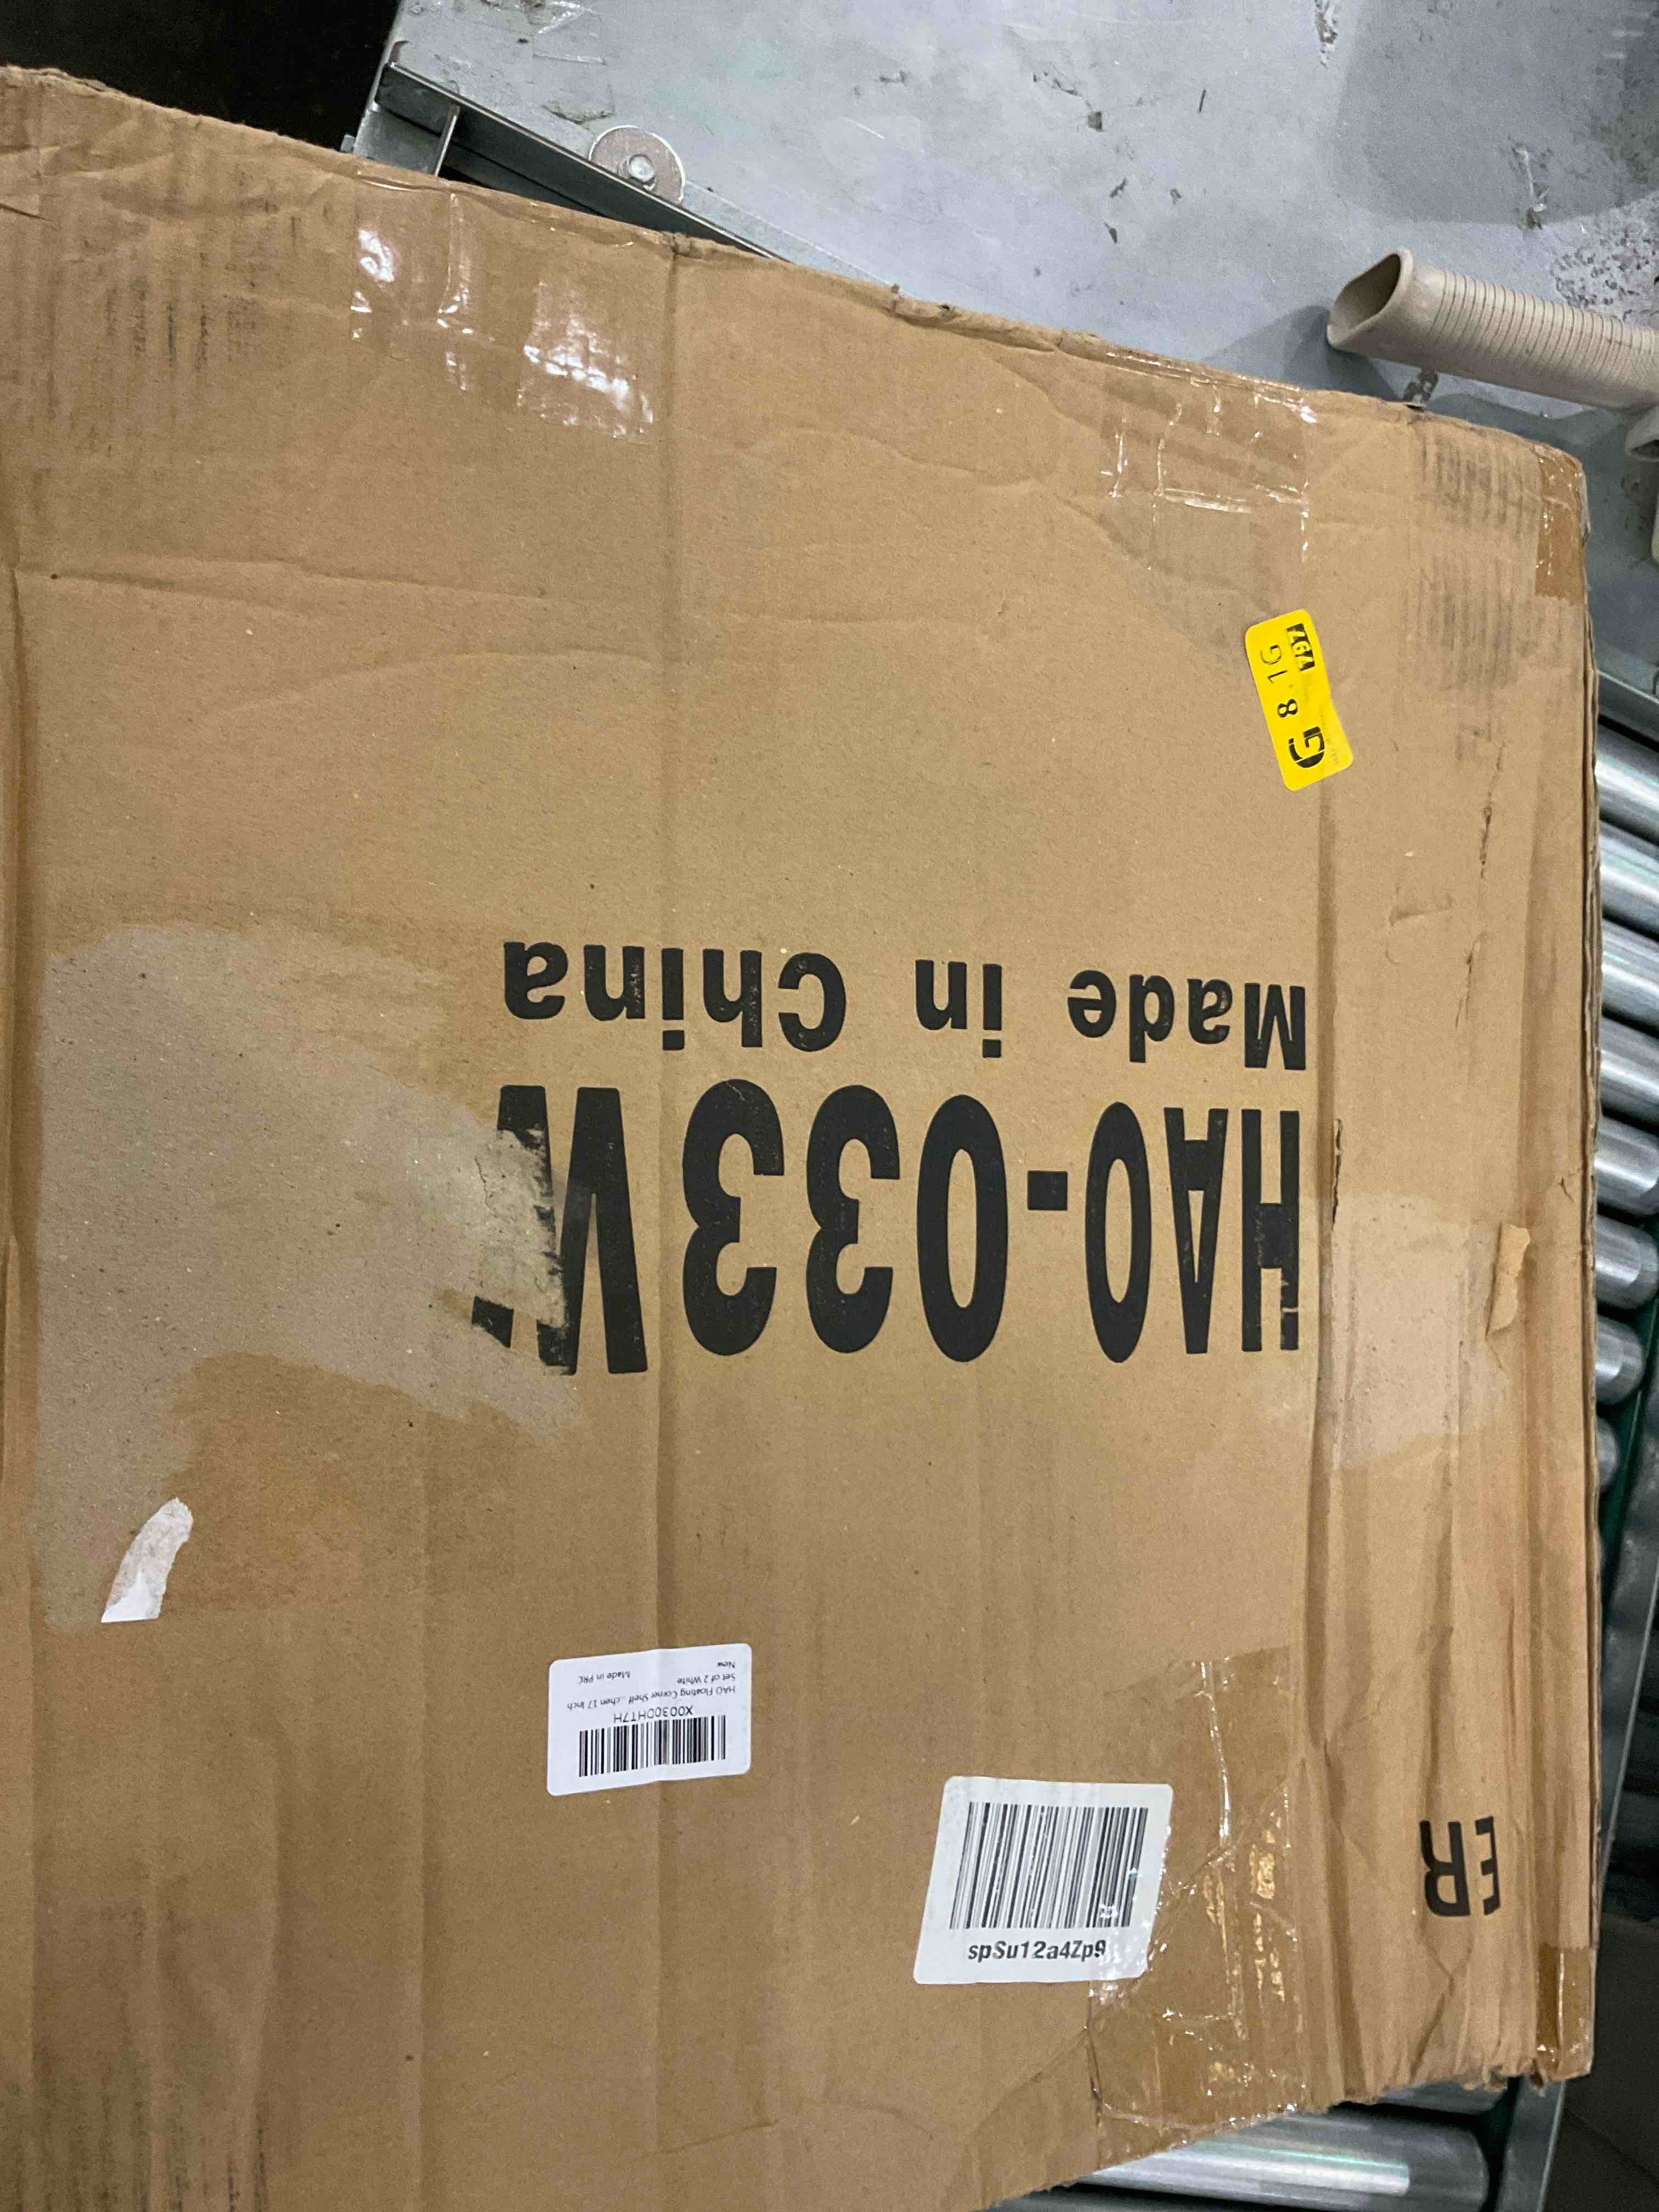 HAO-033W
Made in China
X0030DHT7H
HAO Floating Corner Shelf ...chen 17 Inch
Set of 2 White
New
Made in PRC
spSu12a4Zp9
G 8 1G
ER